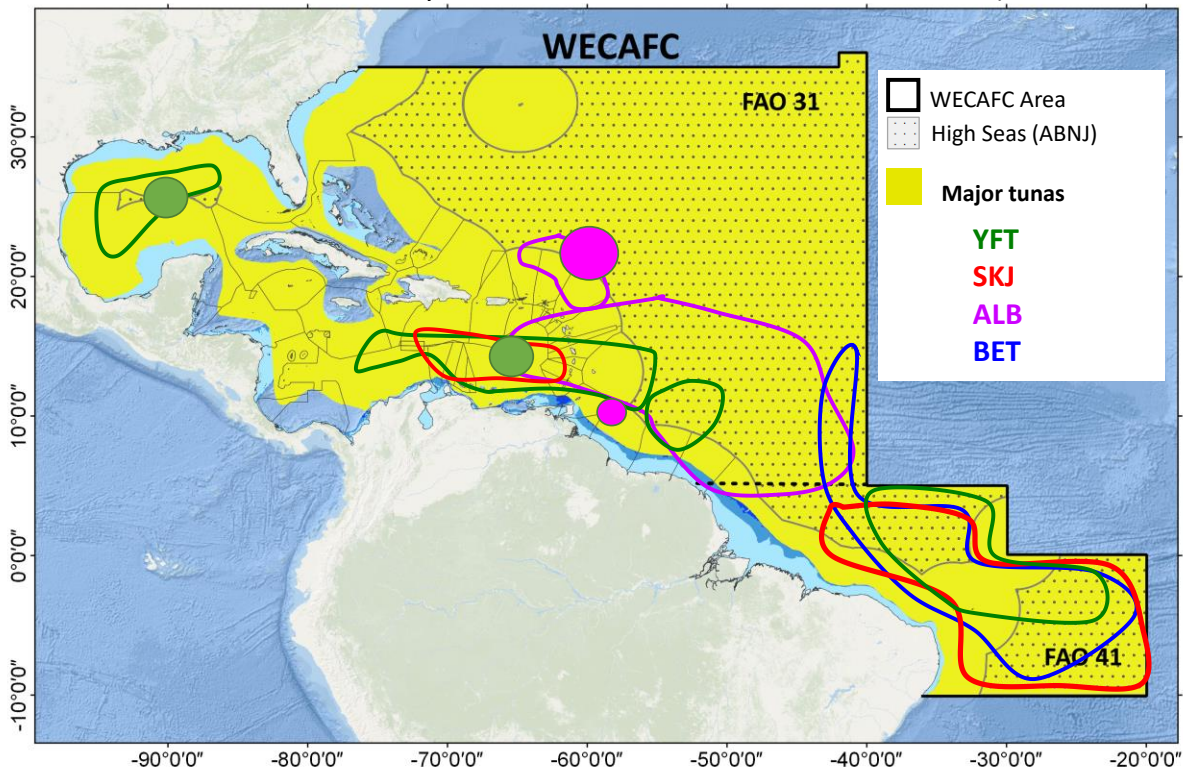 WECAFC
FAO 31
WECAFC Area
High Seas (ABNJ)
Major tunas
YFT
SKJ
ALB
BET
FAO 41
30°0'0"
20°0'0"
10°0'0"
0°0'0"
-10°0'0"
-90°0'0"
-80°0'0"
-70°0'0"
-60°0'0"
-50°0'0"
-40°0'0"
-30°0'0"
-20°0'0"